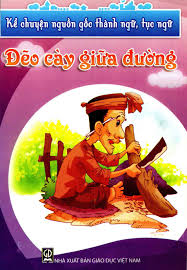 Kể chuyện nguồn gốc thành ngữ, tục ngữ
Đẽo cày giữa đường
NHÀ XUẤT BẢN GIÁO DỤC VIỆT NAM